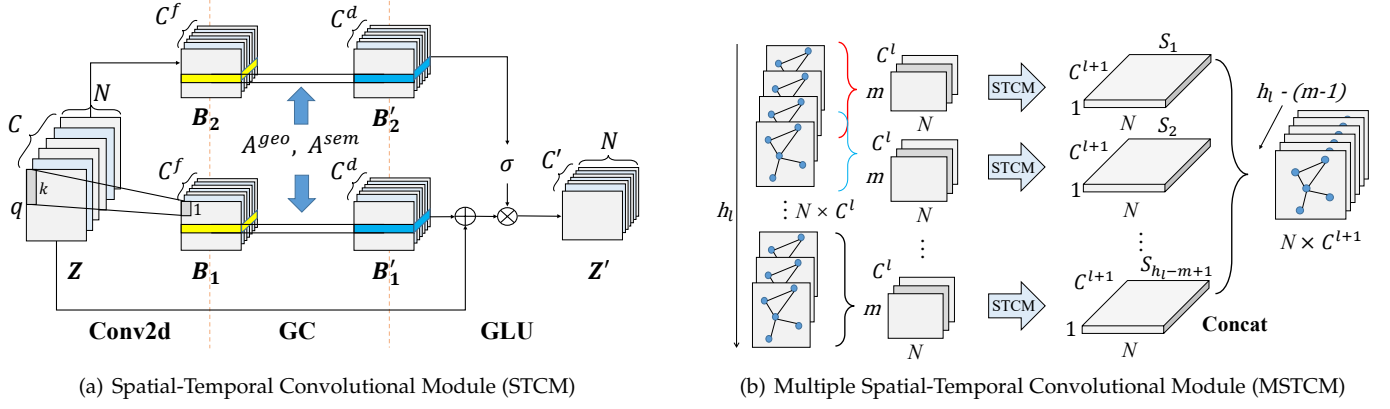 C^f
C^d
N
C
B_2
B'_2
A^{geo}, A^{sem}
σ
k
q
C^f
1
C^d
C'
N
Z
B_1
B'_1
Z'
Conv2d
GC
GLU
(a) Spatial-Temporal Convolutional Module (STCM)
h_l
⋮ N × C^l
C^l
m
N
STCM
C^{l+1}
S_1
1
N
C^l
m
N
STCM
C^{l+1}
S_2
1
N
⋮
⋮
C^l
m
N
STCM
C^{l+1}
S_{h_l-m+1}
1
N
Concat
h_l - (m-1)
N × C^{l+1}
(b) Multiple Spatial-Temporal Convolutional Module (MSTCM)